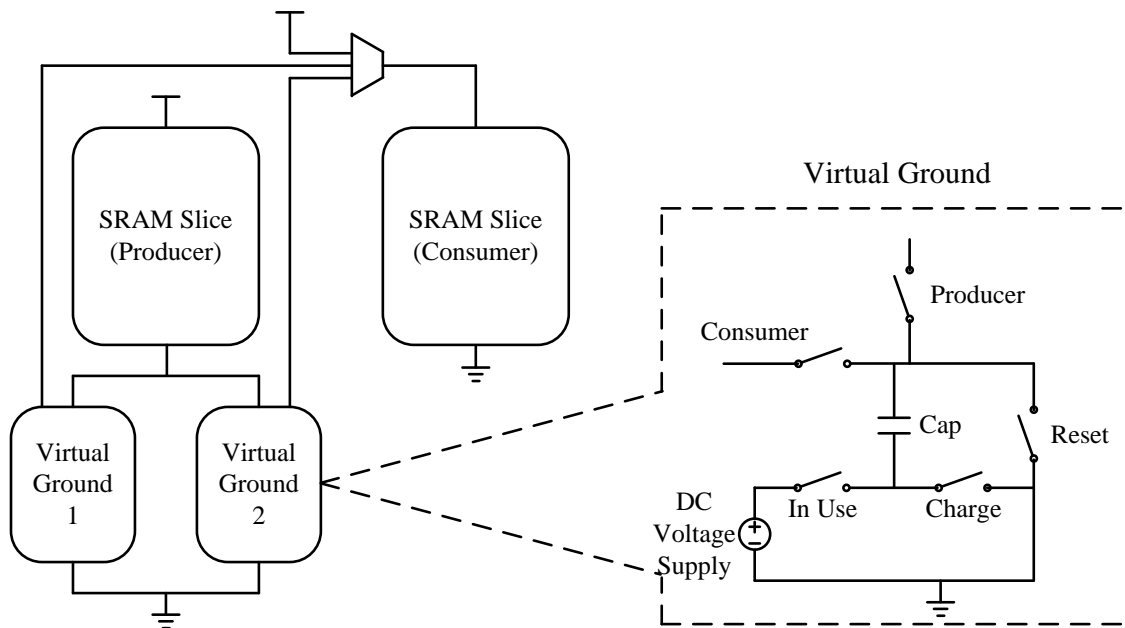 SRAM Slice
(Producer)
SRAM Slice
(Consumer)
Virtual
Ground
1
Virtual
Ground
2
Virtual Ground
Producer
Consumer
Cap
Reset
In Use
Charge
DC
Voltage
Supply